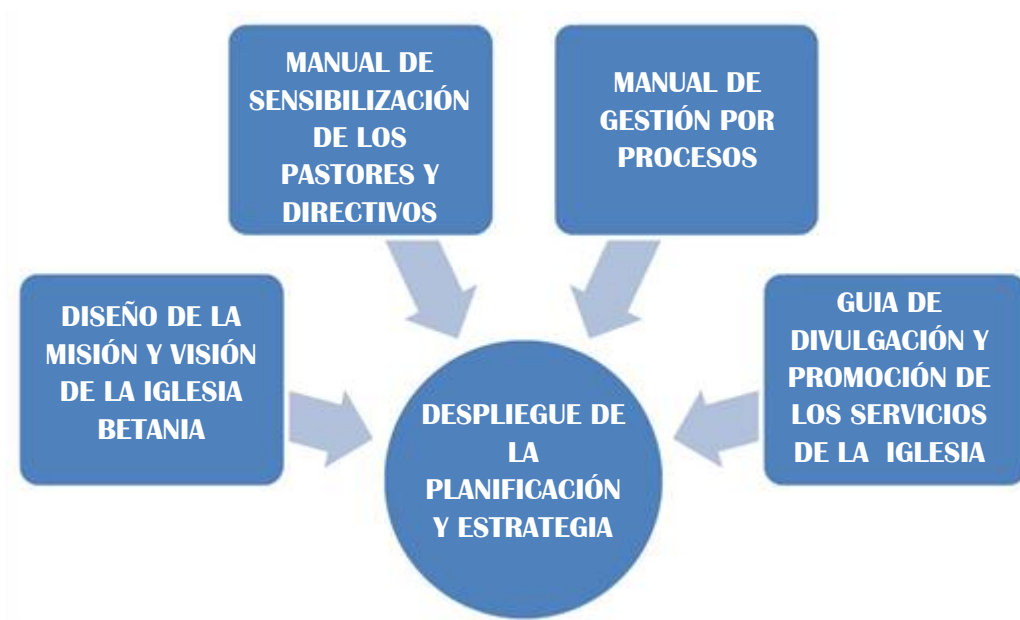 MANUAL DE
SENSIBILIZACIÓN
DE LOS
PASTORES Y
DIRECTIVOS
MANUAL DE
GESTIÓN POR
PROCESOS
DISEÑO DE LA
MISIÓN Y VISIÓN
DE LA IGLESIA
BETANIA
GUIA DE
DIVULGACIÓN Y
PROMOCIÓN DE
LOS SERVICIOS
DE LA IGLESIA
DESPLIEGUE DE
LA
PLANIFICACIÓN
Y ESTRATEGIA